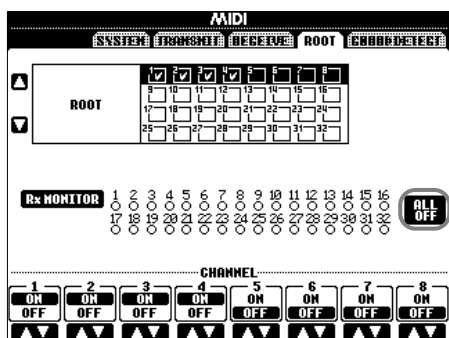 MIDI
SYSTEM TRANSMIT RECEIVE ROOT CHORD DETECT
1 2 3 4 5 6 7 8
ROOT
9 10 11 12 13 14 15 16
17 18 19 20 21 22 23 24
25 26 27 28 29 30 31 32
Rx MONITOR 1 2 3 4 5 6 7 8 9 10 11 12 13 14 15 16
17 18 19 20 21 22 23 24 25 26 27 28 29 30 31 32
ALL
OFF
CHANNEL
1 2 3 4 5 6 7 8
ON ON ON ON ON ON ON ON
OFF OFF OFF OFF OFF OFF OFF OFF